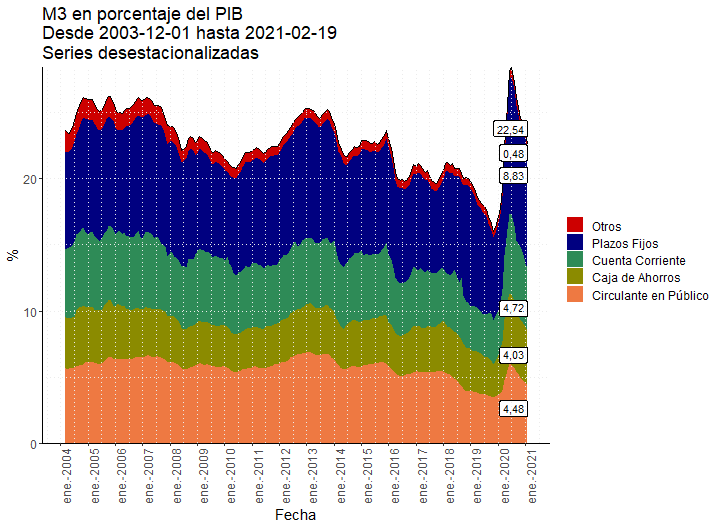 M3 en porcentaje del PIB
Desde 2003-12-01 hasta 2021-02-19
Series desestacionalizadas
%
20
10
0
22,54
0,48
8,83
4,72
4,03
4,48
Otros
Plazos Fijos
Cuenta Corriente
Caja de Ahorros
Circulante en Público
ene.-2004
ene.-2005
ene.-2006
ene.-2007
ene.-2008
ene.-2009
ene.-2010
ene.-2011
ene.-2012
ene.-2013
ene.-2014
ene.-2015
ene.-2016
ene.-2017
ene.-2018
ene.-2019
ene.-2020
ene.-2021
Fecha